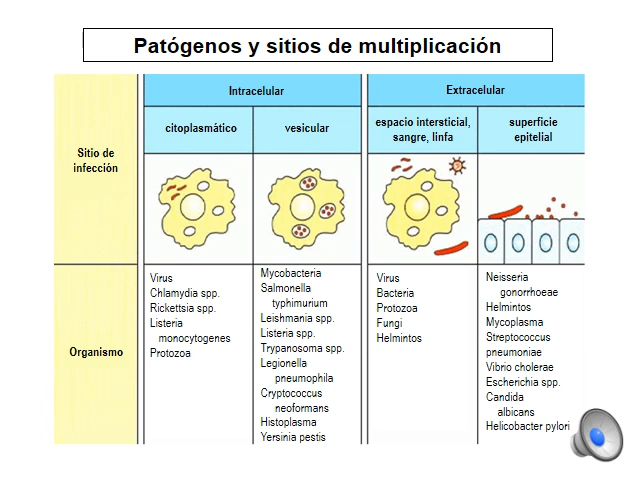 Patógenos y sitios de multiplicación
Intracelular
Extracelular
citoplasmático
vesicular
espacio intersticial,
sangre, linfa
superficie
epitelial
Sitio de
infección
Organismo
Virus
Chlamydia spp.
Rickettsia spp.
Listeria
monocytogenes
Protozoa
Mycobacteria
Salmonella
typhimurium
Leishmania spp.
Listeria spp.
Trypanosoma spp.
Legionella
pneumophila
Cryptococcus
neoformans
Histoplasma
Yersinia pestis
Virus
Bacteria
Protozoa
Fungi
Helmintos
Neisseria
gonorrhoeae
Helmintos
Mycoplasma
Streptococcus
pneumoniae
Vibrio cholerae
Escherichia spp.
Candida
albicans
Helicobacter pylori